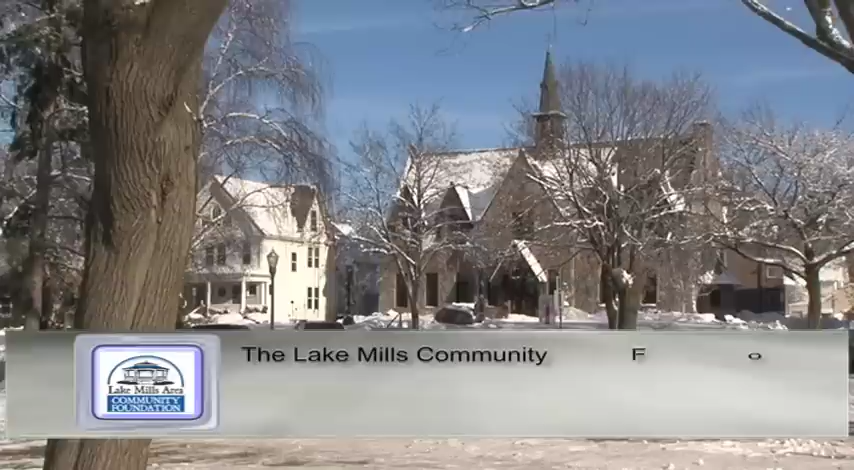 The Lake Mills Community F o
Lake Mills Area
COMMUNITY
FOUNDATION